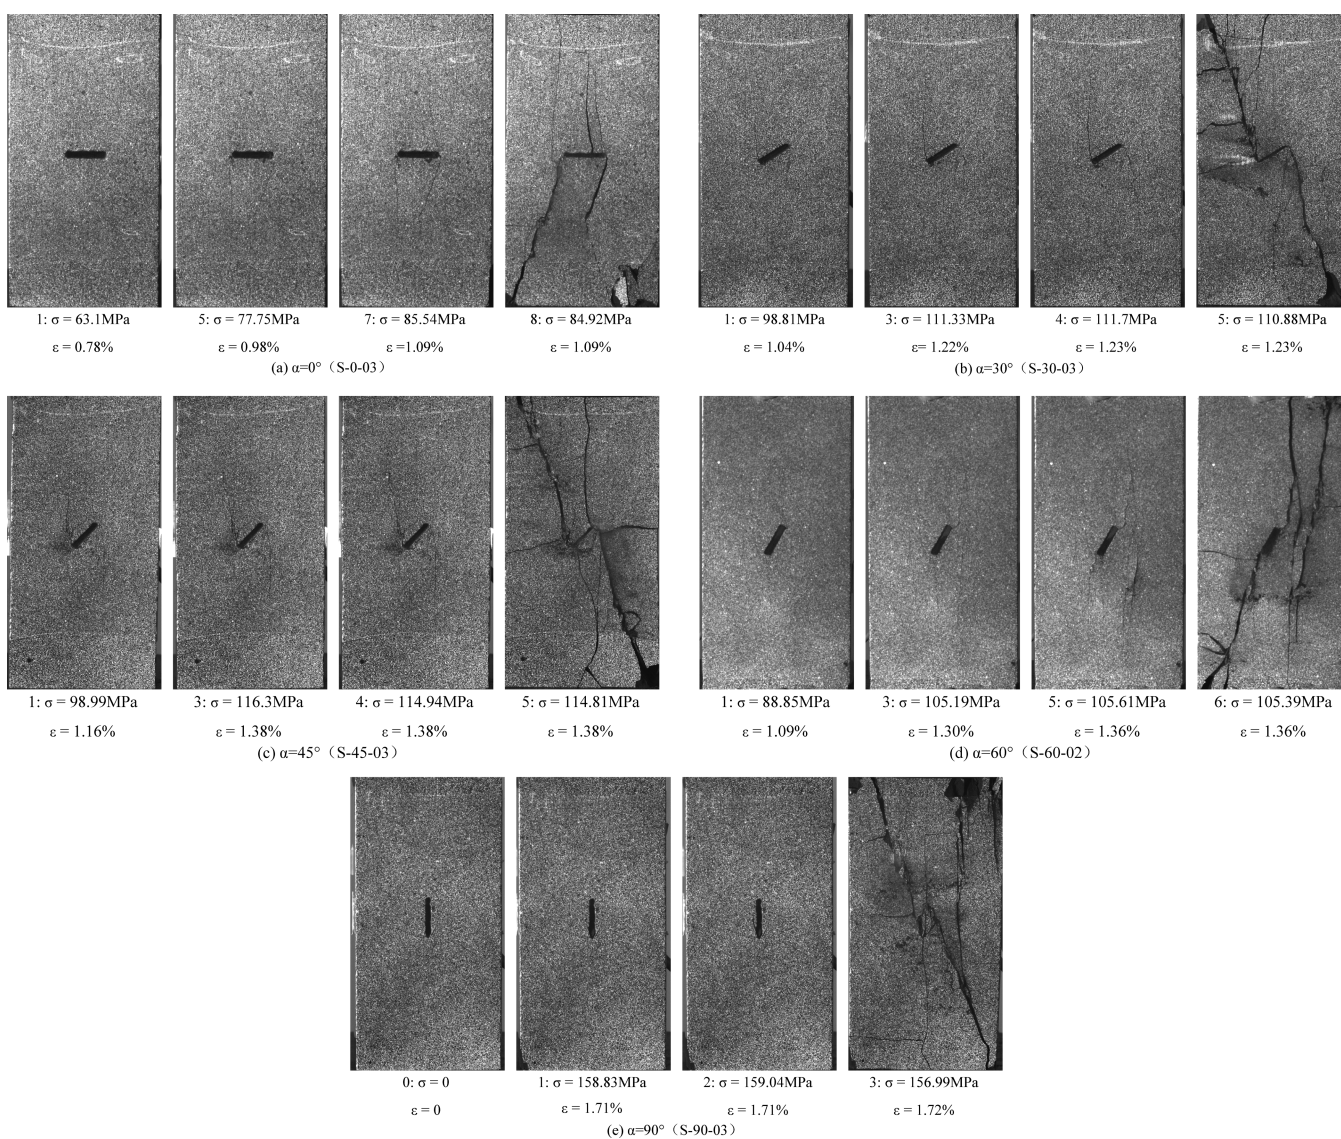 1: σ = 63.1MPa 5: σ = 77.75MPa 7: σ = 85.54MPa 8: σ = 84.92MPa
ε = 0.78% ε = 0.98% ε =1.09% ε = 1.09%
(a) α=0°（S-0-03）
1: σ = 98.81MPa 3: σ = 111.33MPa 4: σ = 111.7MPa 5: σ = 110.88MPa
ε = 1.04% ε= 1.22% ε = 1.23% ε = 1.23%
(b) α=30°（S-30-03）
1: σ = 98.99MPa 3: σ = 116.3MPa 4: σ = 114.94MPa 5: σ = 114.81MPa
ε = 1.16% ε = 1.38% ε = 1.38% ε = 1.38%
(c) α=45°（S-45-03）
1: σ = 88.85MPa 3: σ = 105.19MPa 5: σ = 105.61MPa 6: σ = 105.39MPa
ε = 1.09% ε = 1.30% ε = 1.36% ε = 1.36%
(d) α=60°（S-60-02）
0: σ = 0 1: σ = 158.83MPa 2: σ = 159.04MPa 3: σ = 156.99MPa
ε = 0 ε = 1.71% ε = 1.71% ε = 1.72%
(e) α=90°（S-90-03）